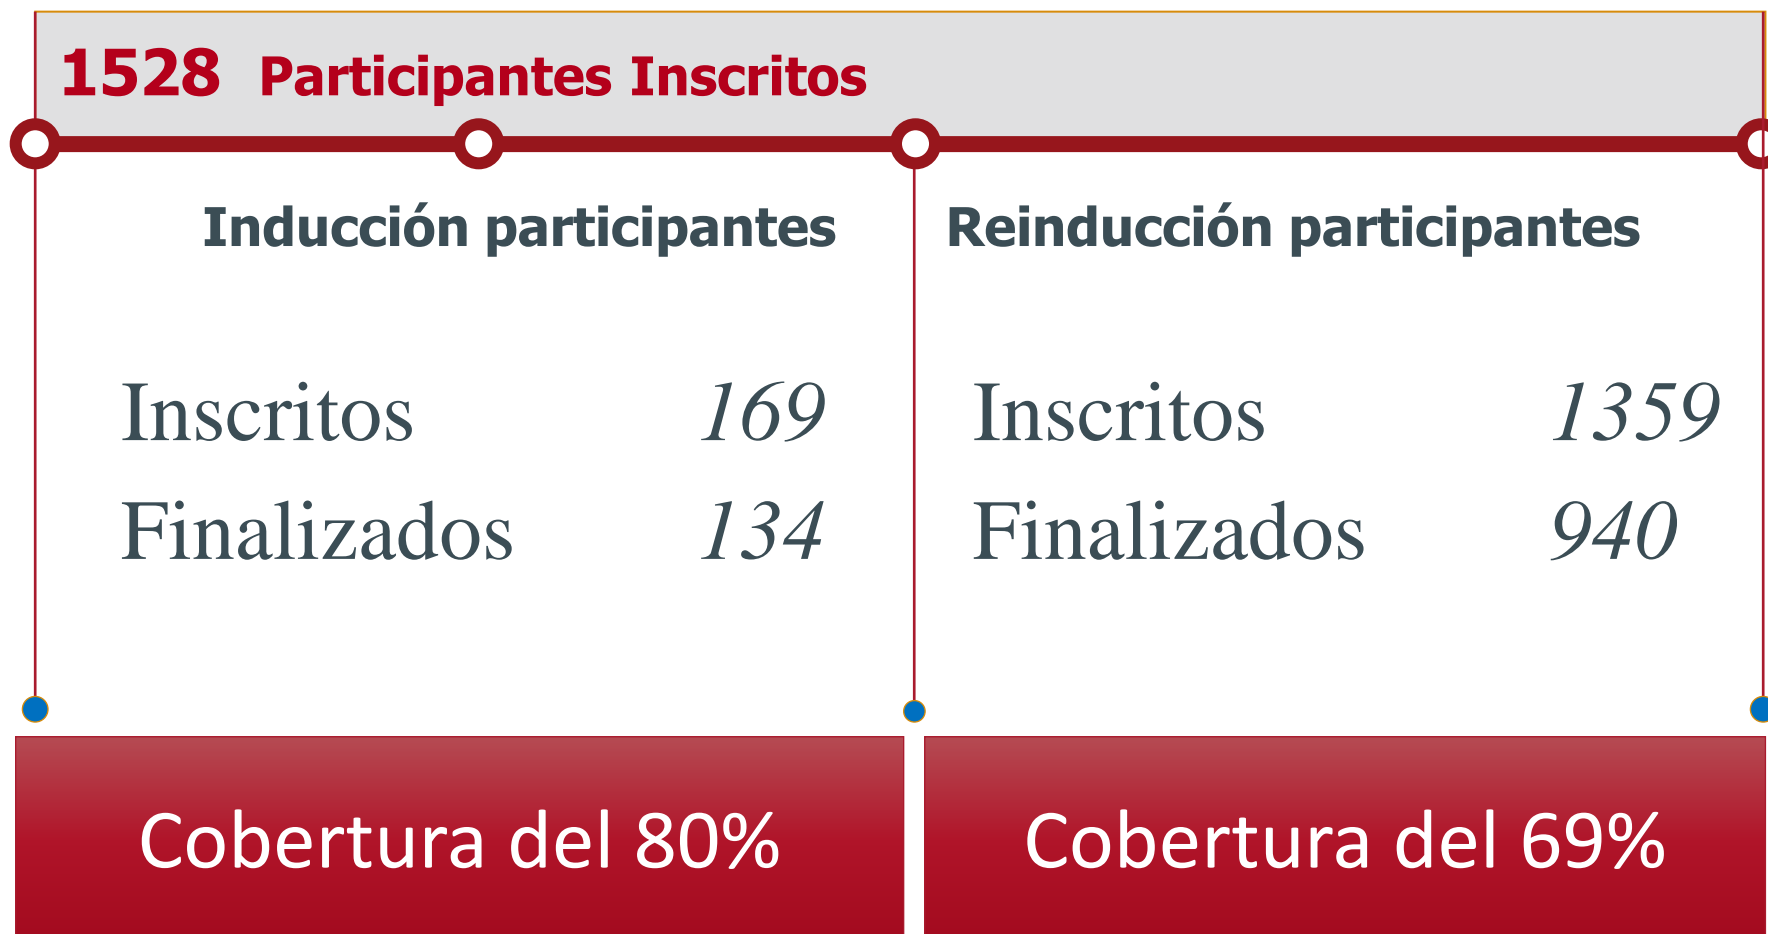 1528 Participantes Inscritos
Inducción participantes
Inscritos 169
Finalizados 134
Cobertura del 80%
Reinducción participantes
Inscritos 1359
Finalizados 940
Cobertura del 69%